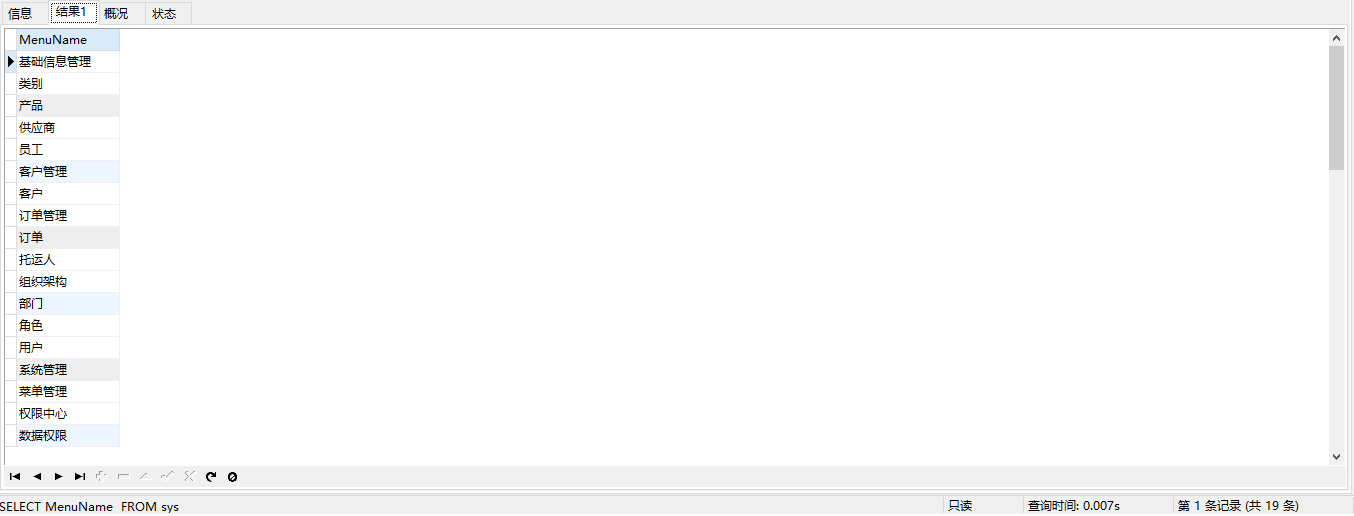 信息 结果1 概况 状态
MenuName
基础信息管理
类别
产品
供应商
员工
客户管理
客户
订单管理
订单
托运人
组织架构
部门
角色
用户
系统管理
菜单管理
权限中心
数据权限
SELECT MenuName FROM sys 只读 查询时间: 0.007s 第 1 条记录 (共 19 条)